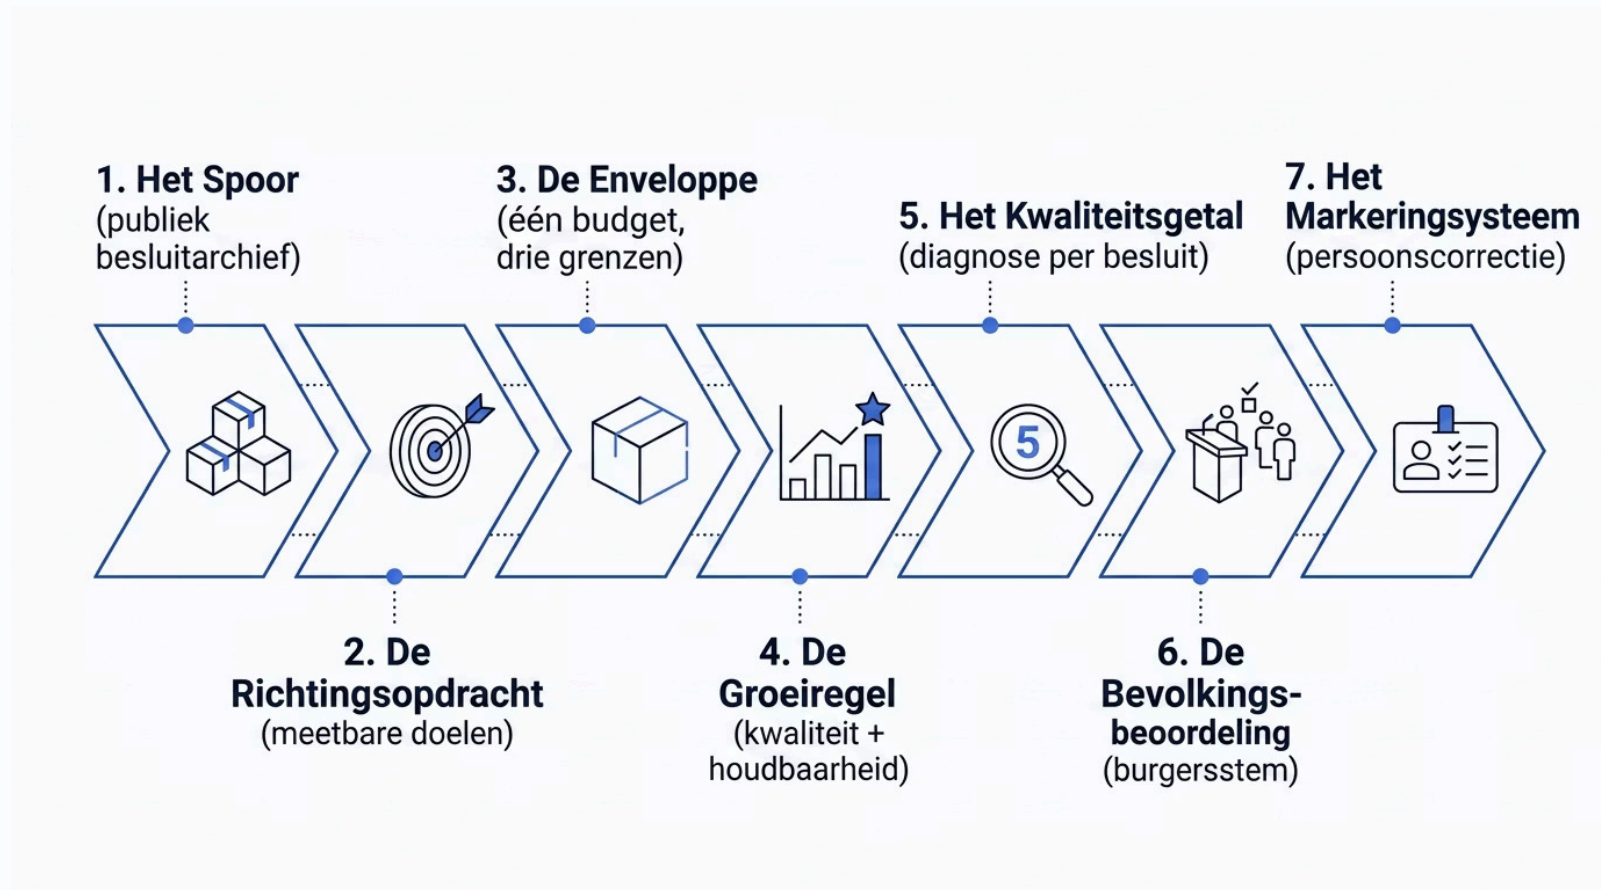 1. Het Spoor
(publiek
besluitarchief)
2. De
Richtingsopdracht
(meetbare doelen)
3. De Enveloppe
(één budget,
drie grenzen)
4. De
Groeiregel
(kwaliteit +
houdbaarheid)
5. Het Kwaliteitsgetal
(diagnose per besluit)
5
6. De
Bevolkings-
beoordeling
(burgersstem)
7. Het
Markeringsysteem
(persoonscorrectie)